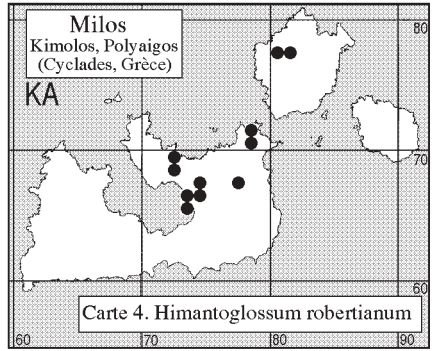 Milos
Kimolos, Polyaigos
(Cyclades, Grèce)
KA
80
70
60
Carte 4. Himantoglossum robertianum
60
70
80
90